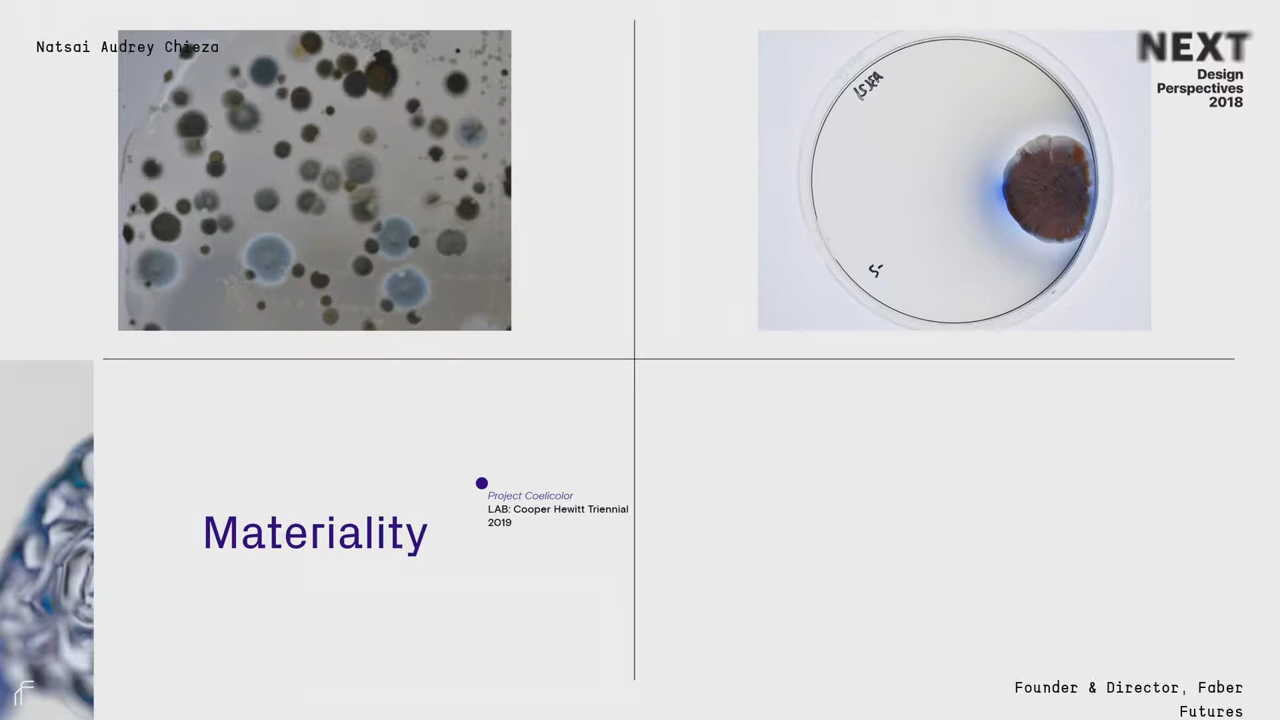 Natsai Audrey Chieza
NEXT
Design
Perspectives
2018
Materiality
Project Coelicolor
LAB: Cooper Hewitt Triennial
2019
Founder & Director, Faber
Futures